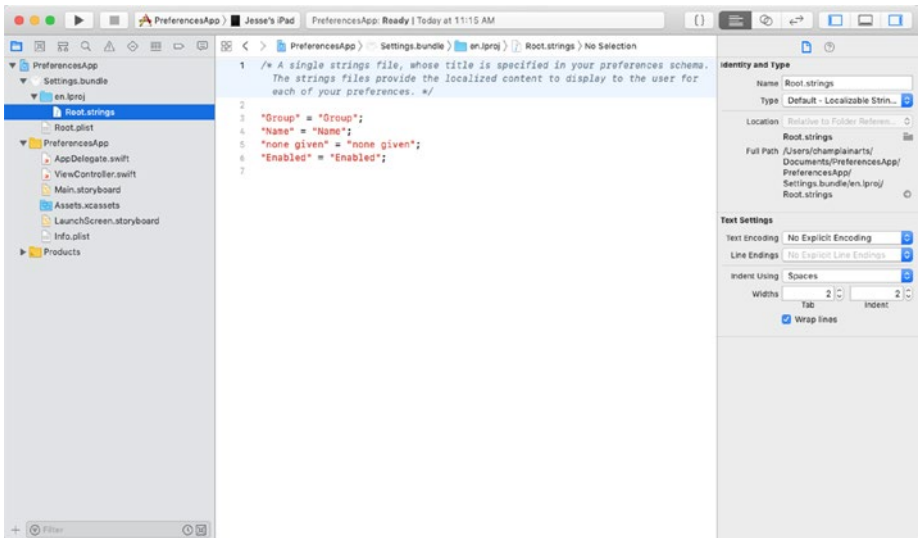 PreferencesApp
Jesse's iPad
PreferencesApp: Ready | Today at 11:15 AM
PreferencesApp
Settings.bundle
en.lproj
Root.strings
No Selection
PreferencesApp
Settings.bundle
en.lproj
Root.strings
Root.plist
PreferencesApp
AppDelegate.swift
ViewController.swift
Main.storyboard
Assets.xcassets
LaunchScreen.storyboard
Info.plist
Products
Filter
1 /* A single strings file, whose title is specified in your preferences schema.
The strings files provide the localized content to display to the user for
each of your preferences. */
2
3 "Group" = "Group";
4 "Name" = "Name";
5 "none given" = "none given";
6 "Enabled" = "Enabled";
7
Identity and Type
Name Root.strings
Type Default - Localizable Strin...
Location Relative to Folder Referen...
Root.strings
Full Path /Users/champlainarts/
Documents/PreferencesApp/
PreferencesApp/
Settings.bundle/en.lproj/
Root.strings
Text Settings
Text Encoding No Explicit Encoding
Line Endings No Explicit Line Endings
Indent Using Spaces
Widths 2 2
Tab Indent
Wrap lines